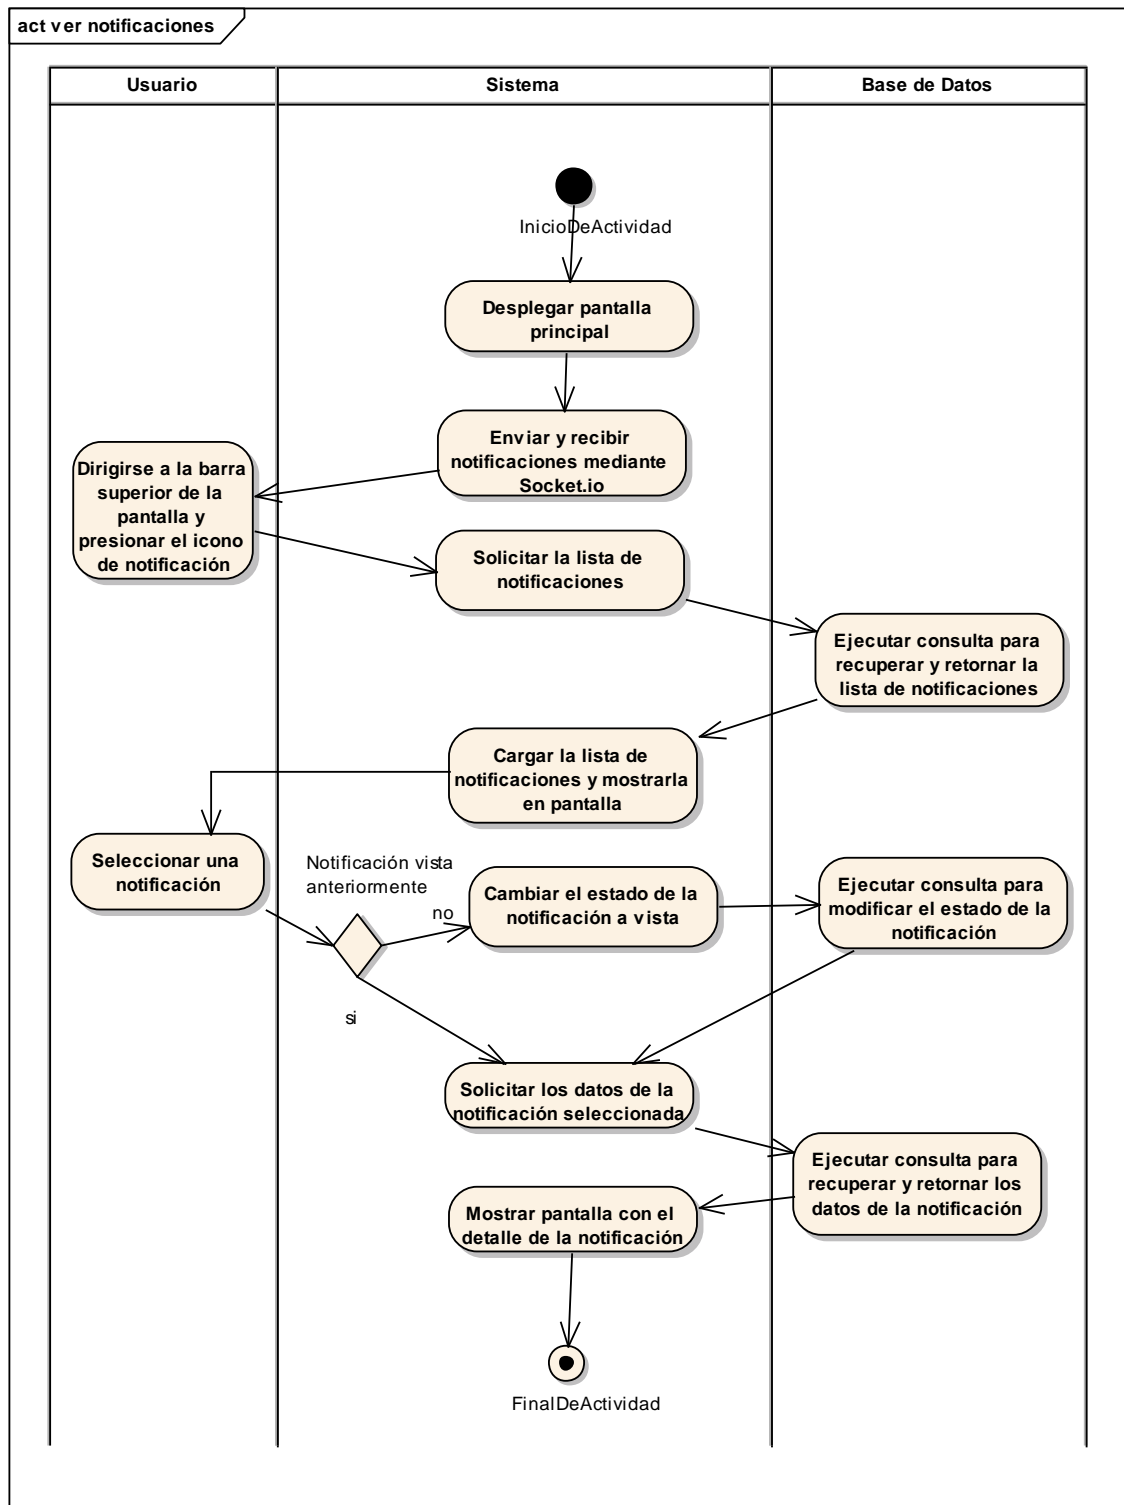 act ver notificaciones
Usuario
Sistema
Base de Datos
InicioDeActividad
Desplegar pantalla
principal
Enviar y recibir
notificaciones mediante
Socket.io
Dirigirse a la barra
superior de la
pantalla y
presionar el icono
de notificación
Solicitar la lista de
notificaciones
Ejecutar consulta para
recuperar y retornar la
lista de notificaciones
Cargar la lista de
notificaciones y mostrarla
en pantalla
Seleccionar una
notificación
Notificación vista
anteriormente
no
Cambiar el estado de la
notificación a vista
Ejecutar consulta para
modificar el estado de la
notificación
si
Solicitar los datos de la
notificación seleccionada
Ejecutar consulta para
recuperar y retornar los
datos de la notificación
Mostrar pantalla con el
detalle de la notificación
FinalDeActividad